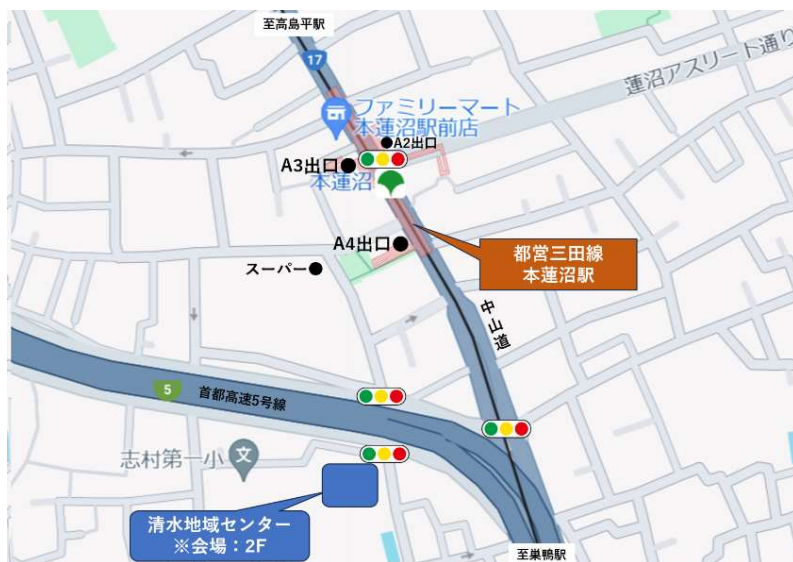 至高島平駅
17
蓮沼アスリート通り
ファミリーマート
本蓮沼駅前店
A2出口
A3出口
本蓮沼
A4出口
都営三田線
本蓮沼駅
スーパー
中山道
5
首都高速5号線
志村第一小
文
清水地域センター
※会場：2F
至巣鴨駅